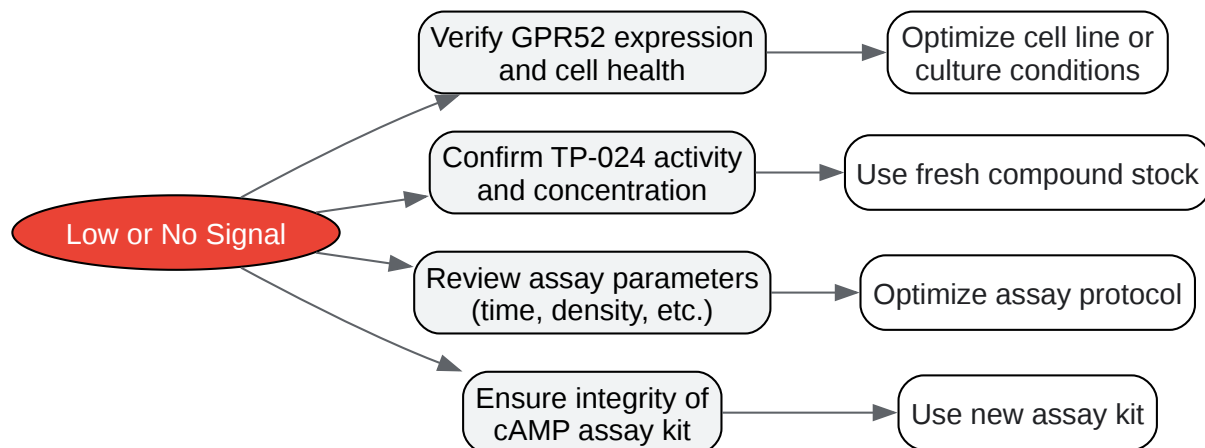 Verify GPR52 expression
and cell health
Optimize cell line or
culture conditions
Confirm TP-024 activity
and concentration
Use fresh compound stock
Low or No Signal
Review assay parameters
(time, density, etc.)
Optimize assay protocol
Ensure integrity of
cAMP assay kit
Use new assay kit